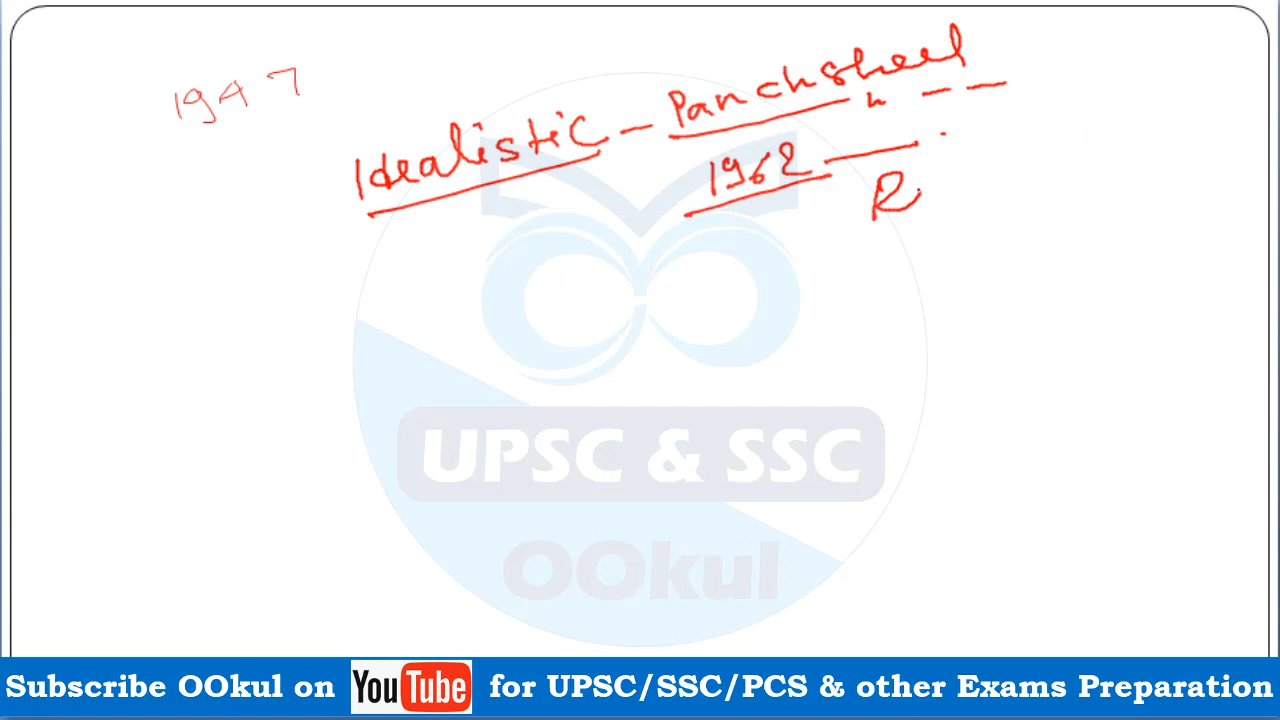 1947
Idealistic - Panchsheel
1962
R
UPSC & SSC
OOkul
Subscribe OOkul on YouTube for UPSC/SSC/PCS & other Exams Preparation